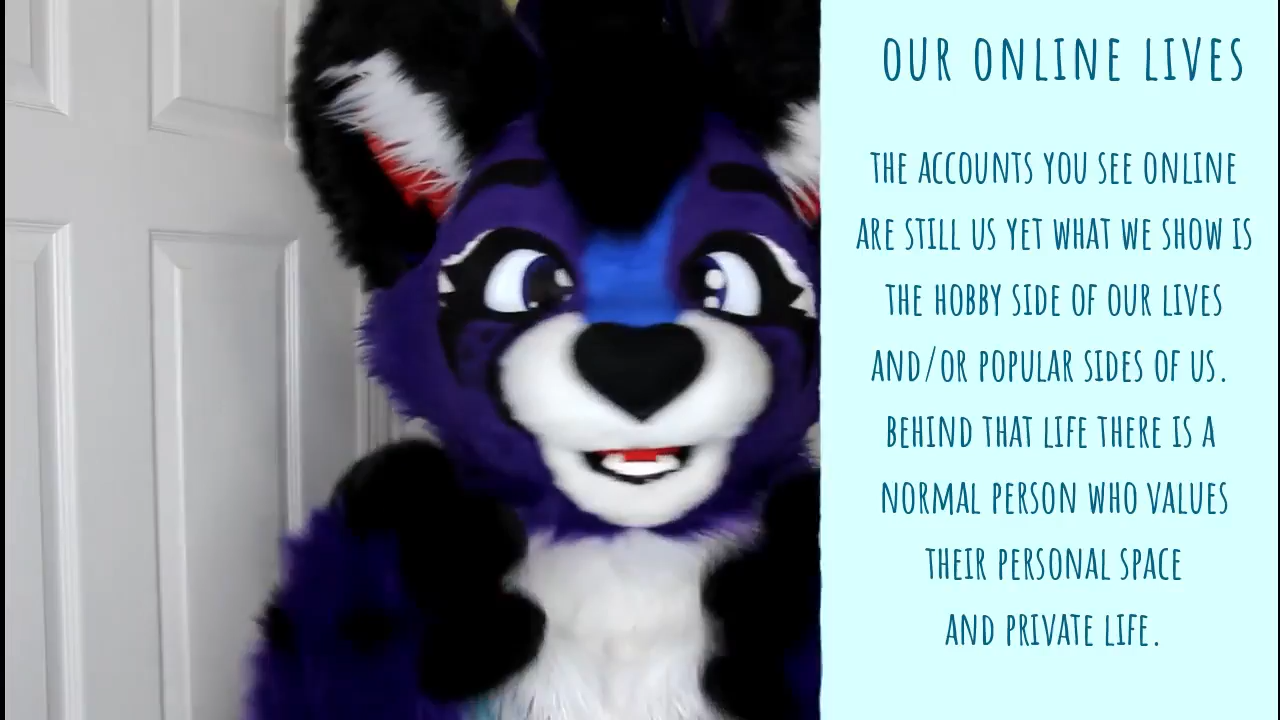 OUR ONLINE LIVES
THE ACCOUNTS YOU SEE ONLINE
ARE STILL US YET WHAT WE SHOW IS
THE HOBBY SIDE OF OUR LIVES
AND/OR POPULAR SIDES OF US.
BEHIND THAT LIFE THERE IS A
NORMAL PERSON WHO VALUES
THEIR PERSONAL SPACE
AND PRIVATE LIFE.